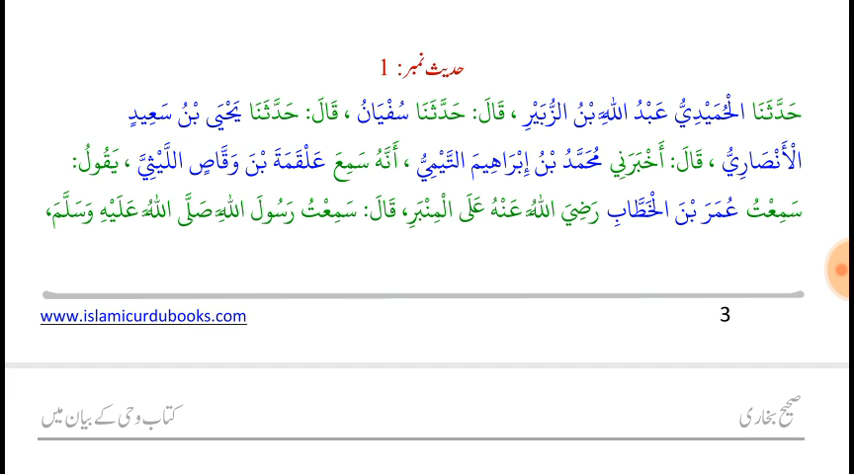 حدیث نمبر: 1
حَدَّثَنَا الْحُمَيْدِيُّ عَبْدُ اللَّهِ بْنُ الزُّبَيْرِ ، قَالَ: حَدَّثَنَا سُفْيَانُ ، قَالَ: حَدَّثَنَا يَحْيَى بْنُ سَعِيدٍ
الْأَنْصَارِيُّ ، قَالَ: أَخْبَرَنِي مُحَمَّدُ بْنُ إِبْرَاهِيمَ التَّيْمِيُّ ، أَنَّهُ سَمِعَ عَلْقَمَةَ بْنَ وَقَّاصٍ اللَّيْثِيَّ ، يَقُولُ:
سَمِعْتُ عُمَرَ بْنَ الْخَطَّابِ رَضِيَ اللَّهُ عَنْهُ عَلَى الْمِنْبَرِ، قَالَ: سَمِعْتُ رَسُولَ اللَّهِ صَلَّى اللَّهُ عَلَيْهِ وَسَلَّمَ،
www.islamicurdubooks.com 3
صحیح بخاری کتاب وحی کے بیان میں